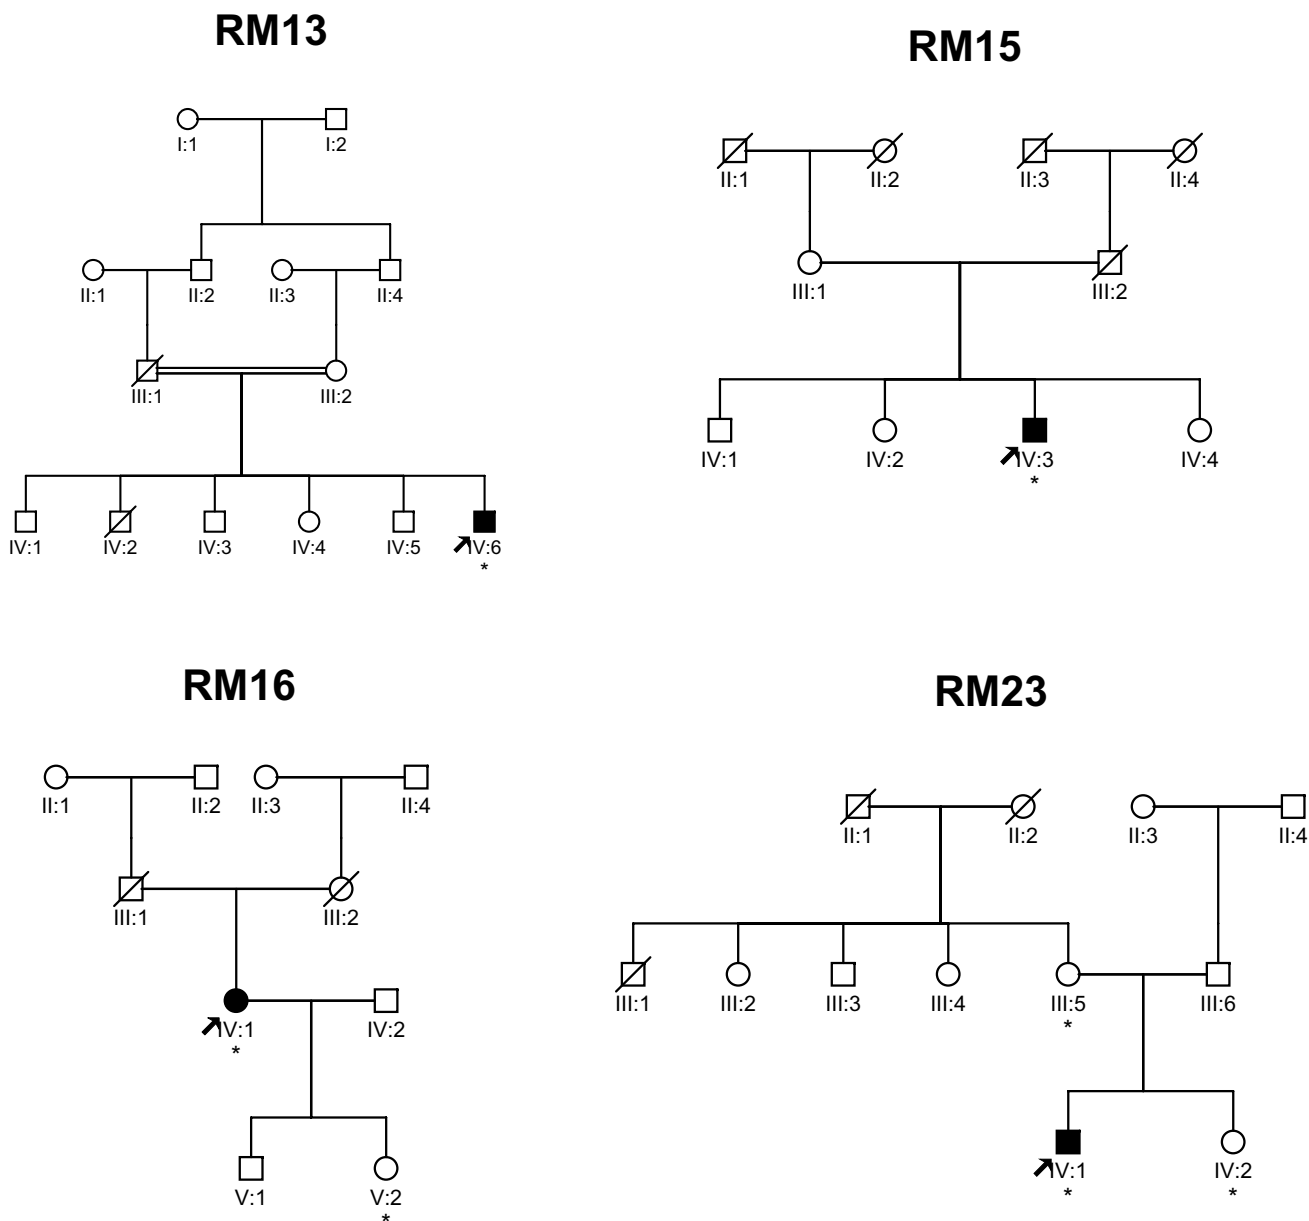 RM13
I:1 I:2
II:1 II:2 II:3 II:4
III:1 III:2
IV:1 IV:2 IV:3 IV:4 IV:5 IV:6
*
RM15
II:1 II:2 II:3 II:4
III:1 III:2
IV:1 IV:2 IV:3 IV:4
*
RM16
II:1 II:2 II:3 II:4
III:1 III:2
IV:1 IV:2
*
V:1 V:2
*
RM23
II:1 II:2 II:3 II:4
III:1 III:2 III:3 III:4 III:5 III:6
*
IV:1 IV:2
* *